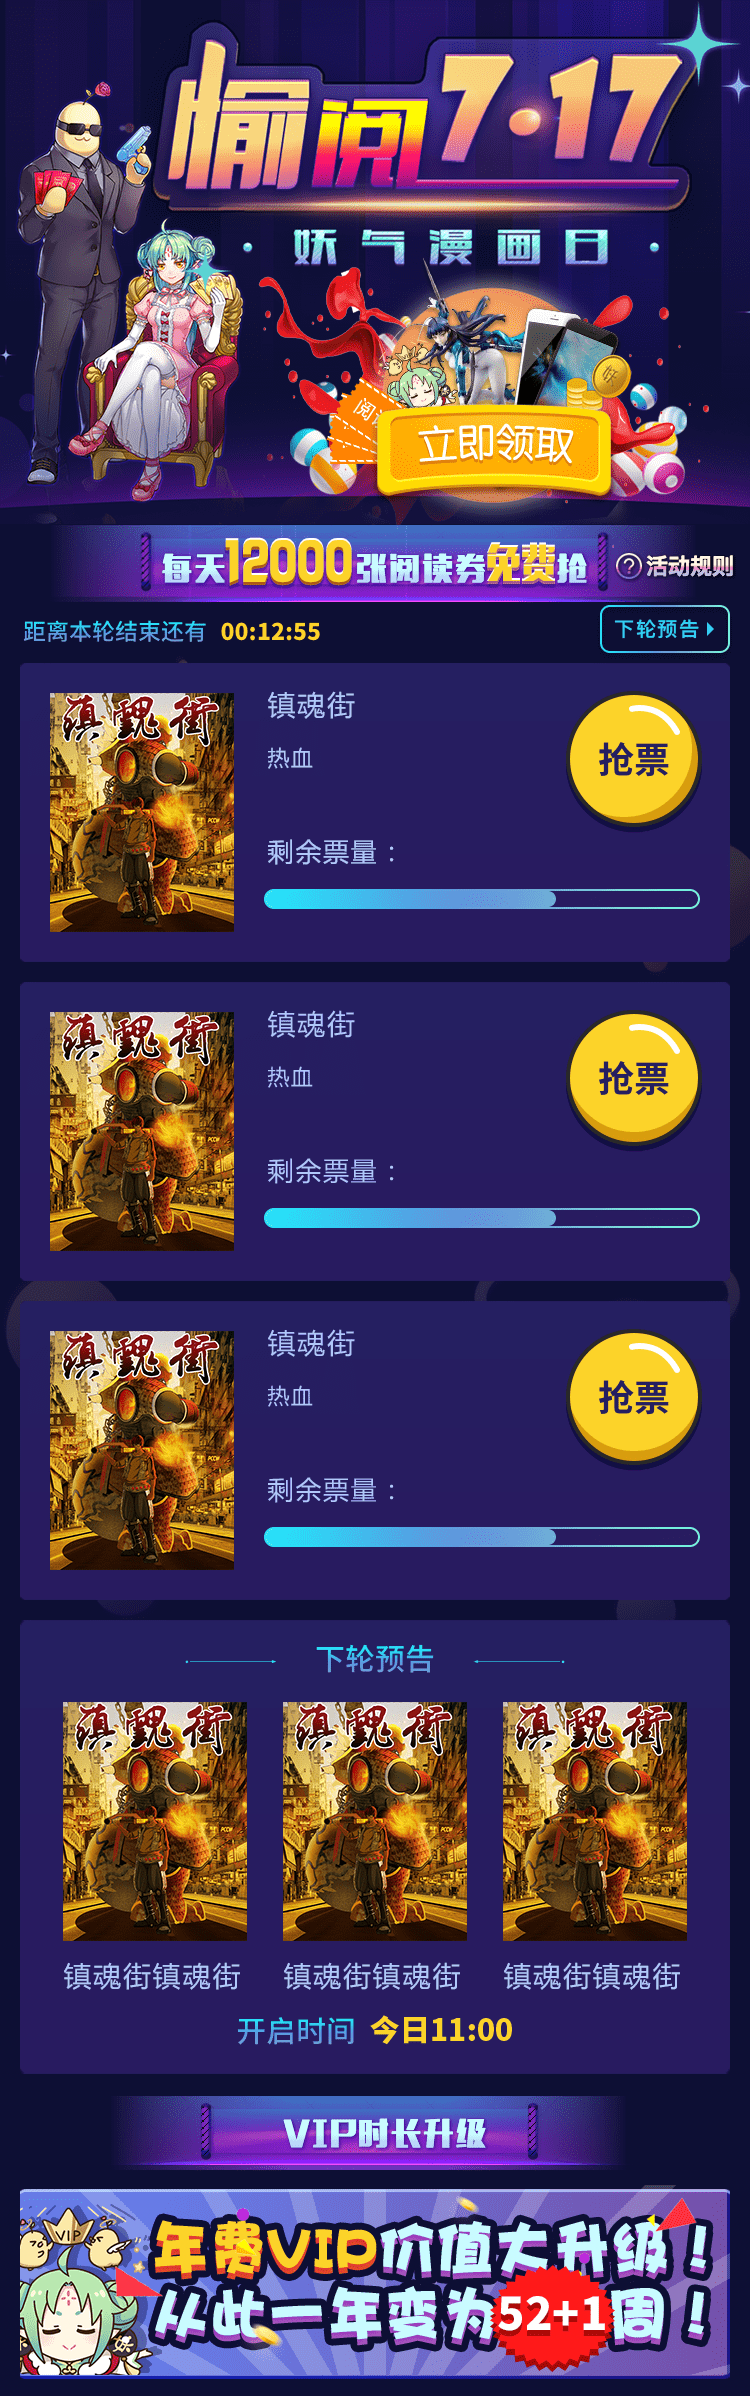 愉阅7·17
·妖气漫画日·
阅读
妖
立即领取
每天12000张阅读券免费抢
? 活动规则
距离本轮结束还有 00:12:55
下轮预告
镇魂街
镇魂街
热血
抢票
剩余票量：
镇魂街
镇魂街
热血
抢票
剩余票量：
镇魂街
镇魂街
热血
抢票
剩余票量：
下轮预告
镇魂街 镇魂街 镇魂街
镇魂街镇魂街 镇魂街镇魂街 镇魂街镇魂街
开启时间 今日11:00
VIP时长升级
VIP
年费VIP价值大升级！
从此一年变为52+1周！